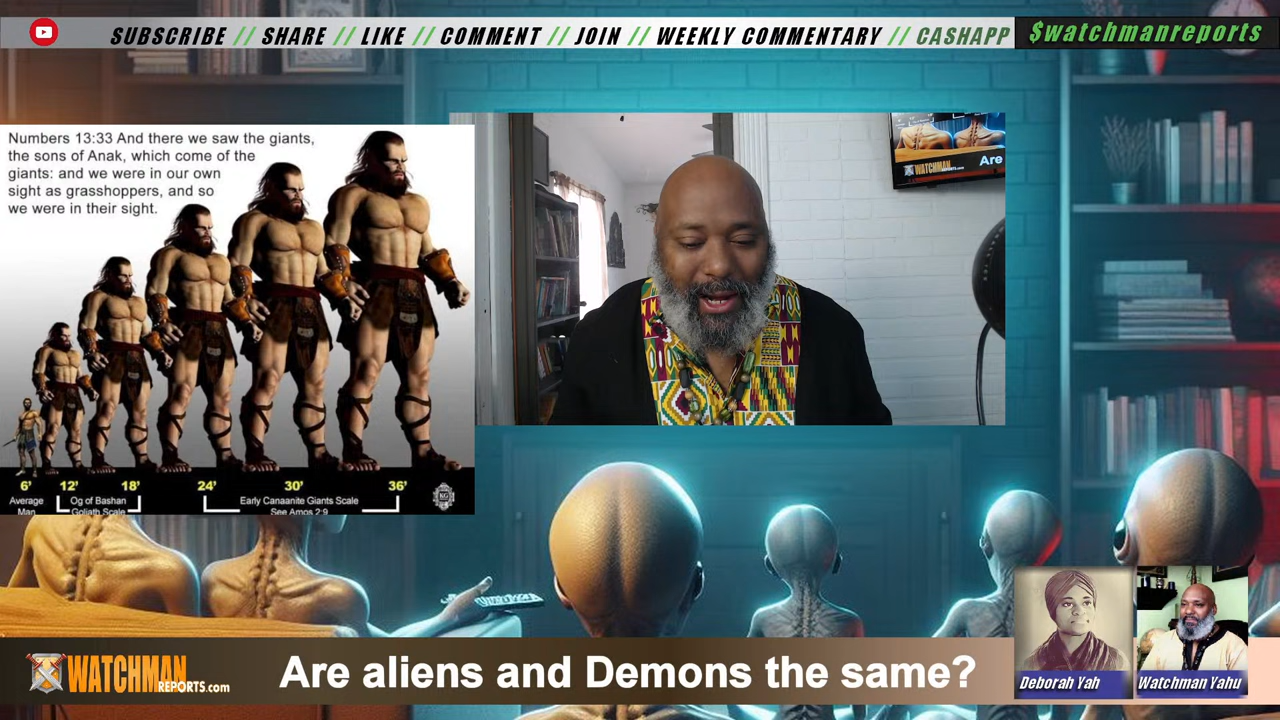 SUBSCRIBE // SHARE // LIKE // COMMENT // JOIN // WEEKLY COMMENTARY // CASHAPP $watchmanreports
Numbers 13:33 And there we saw the giants,
the sons of Anak, which come of the
giants: and we were in our own
sight as grasshoppers, and so
we were in their sight.
6' 12' 18' 24' 30' 36'
Average
Man
Og of Bashan
Goliath Scale
Early Canaanite Giants Scale
See Amos 2:9
WATCHMAN
Are
Deborah Yah
Watchman Yahu
WATCHMAN
REPORTS.com
Are aliens and Demons the same?